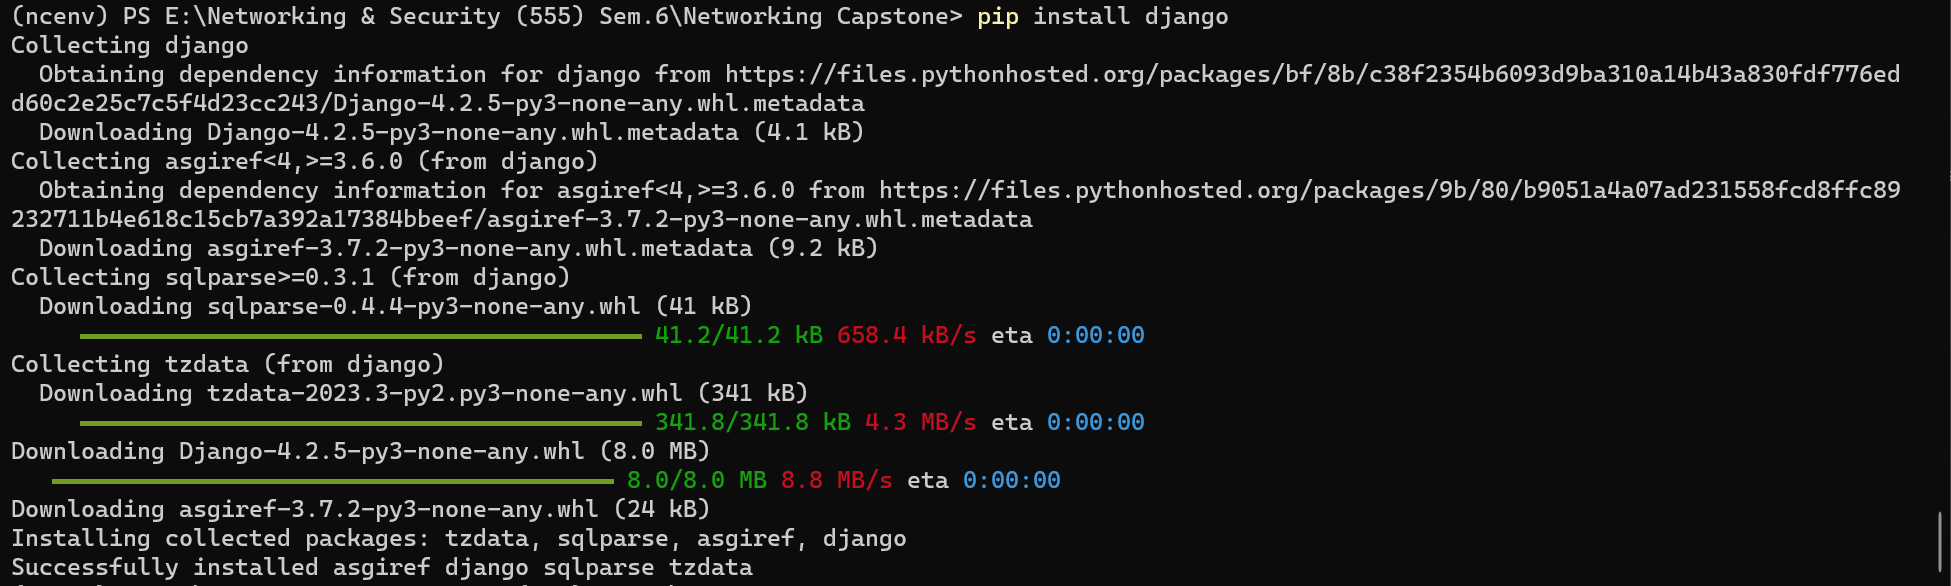 (ncenv) PS E:\Networking & Security (555) Sem.6\Networking Capstone> pip install django
Collecting django
  Obtaining dependency information for django from https://files.pythonhosted.org/packages/bf/8b/c38f2354b6093d9ba310a14b43a830fdf776ed
d60c2e25c7c5f4d23cc243/Django-4.2.5-py3-none-any.whl.metadata
  Downloading Django-4.2.5-py3-none-any.whl.metadata (4.1 kB)
Collecting asgiref<4,>=3.6.0 (from django)
  Obtaining dependency information for asgiref<4,>=3.6.0 from https://files.pythonhosted.org/packages/9b/80/b9051a4a07ad231558fcd8ffc89
232711b4e618c15cb7a392a17384bbeef/asgiref-3.7.2-py3-none-any.whl.metadata
  Downloading asgiref-3.7.2-py3-none-any.whl.metadata (9.2 kB)
Collecting sqlparse>=0.3.1 (from django)
  Downloading sqlparse-0.4.4-py3-none-any.whl (41 kB)
41.2/41.2 kB 658.4 kB/s eta 0:00:00
Collecting tzdata (from django)
  Downloading tzdata-2023.3-py2.py3-none-any.whl (341 kB)
341.8/341.8 kB 4.3 MB/s eta 0:00:00
Downloading Django-4.2.5-py3-none-any.whl (8.0 MB)
8.0/8.0 MB 8.8 MB/s eta 0:00:00
Downloading asgiref-3.7.2-py3-none-any.whl (24 kB)
Installing collected packages: tzdata, sqlparse, asgiref, django
Successfully installed asgiref django sqlparse tzdata